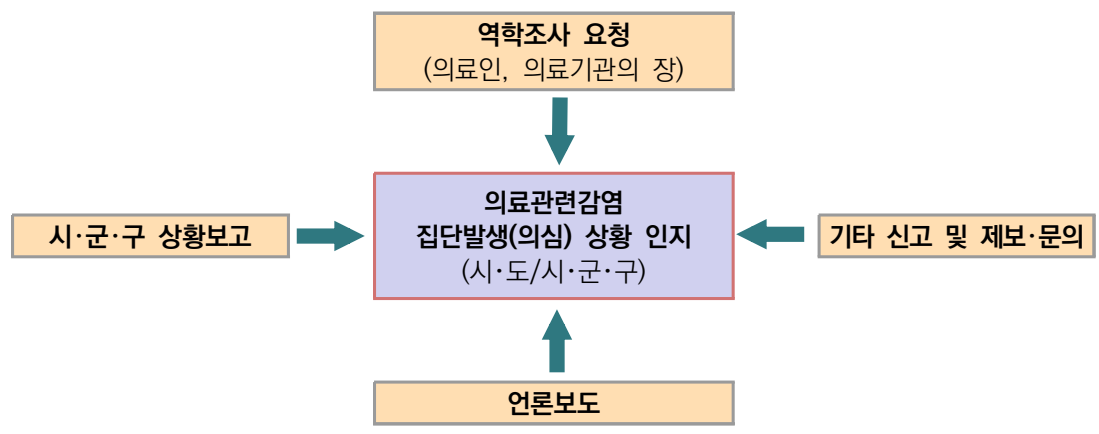 역학조사 요청
(의료인, 의료기관의 장)
의료관련감염
집단발생(의심) 상황 인지
(시·도/시·군·구)
시·군·구 상황보고
기타 신고 및 제보·문의
언론보도